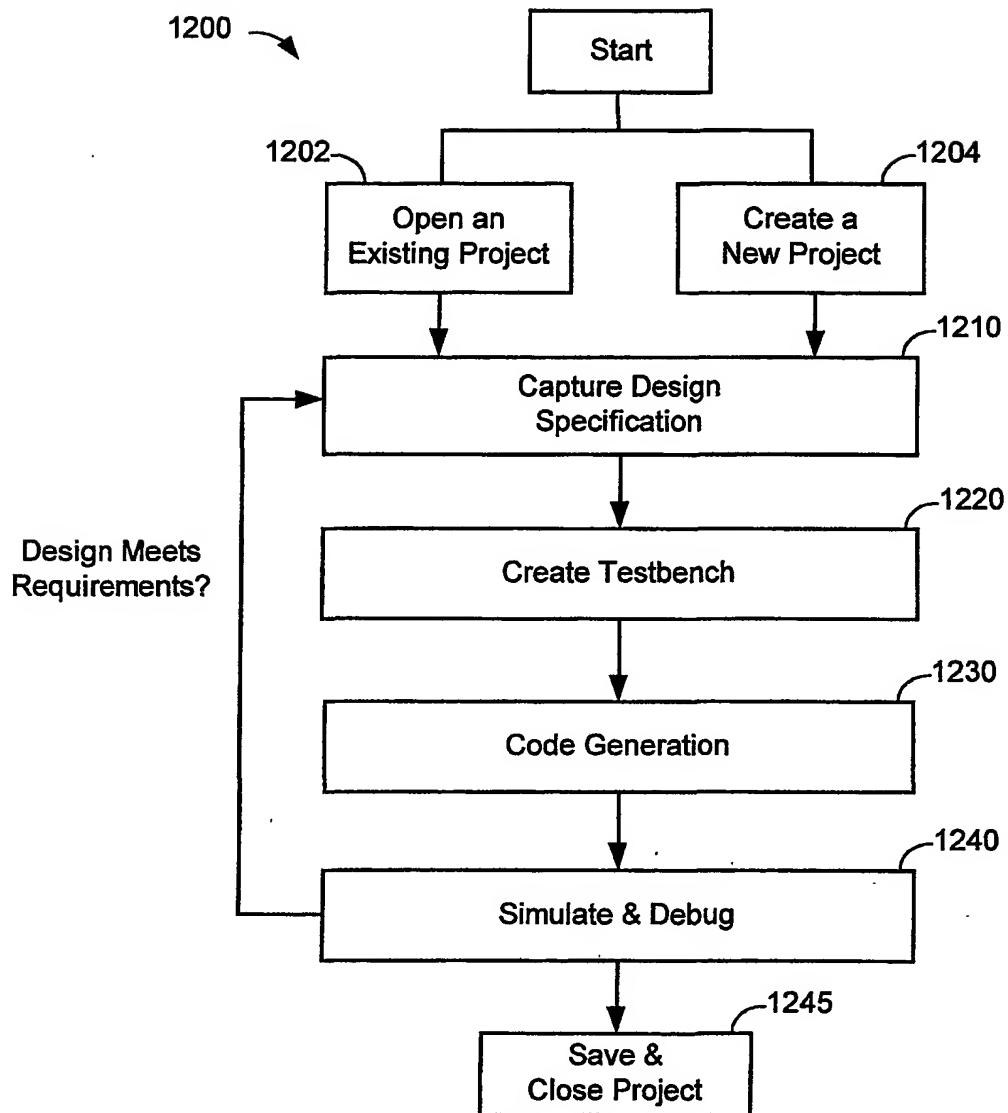 1200
Start
1202
1204
Open an
Existing Project
Create a
New Project
1210
Capture Design
Specification
1220
Design Meets
Requirements?
Create Testbench
1230
Code Generation
1240
Simulate & Debug
1245
Save &
Close Project